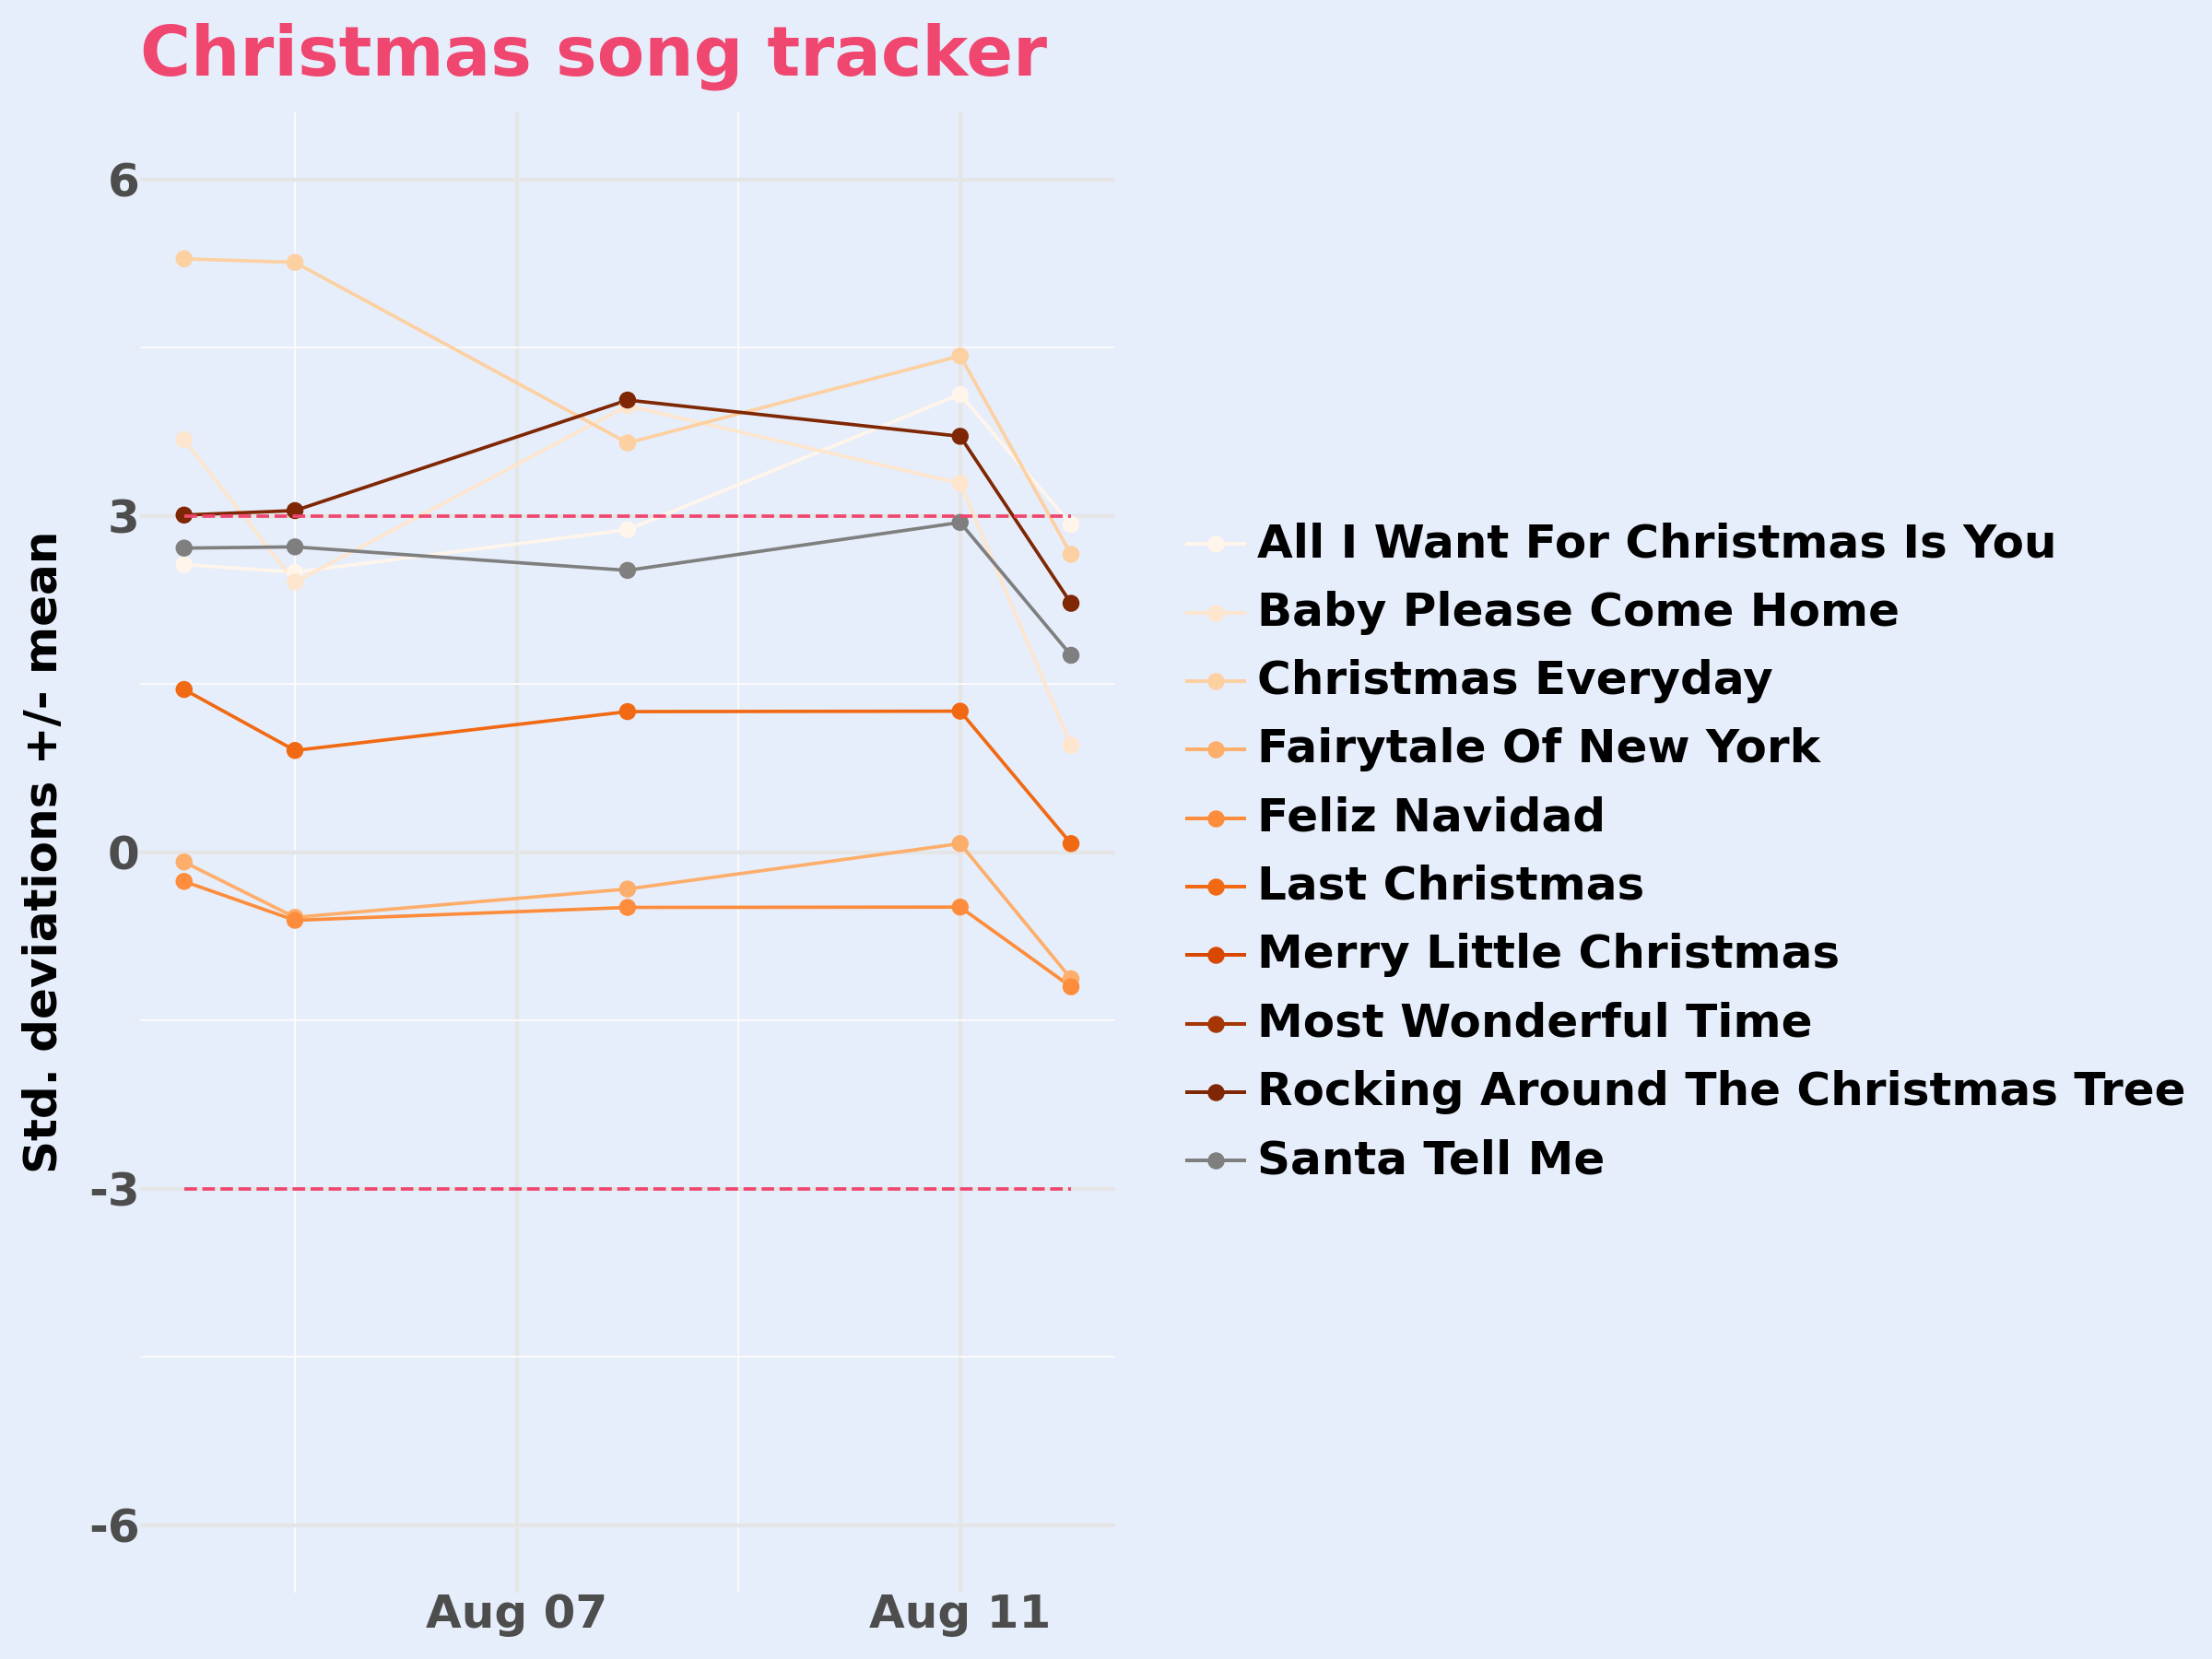 Christmas song tracker
Std. deviations +/- mean
6
3
0
-3
-6
Aug 07
Aug 11
All I Want For Christmas Is You
Baby Please Come Home
Christmas Everyday
Fairytale Of New York
Feliz Navidad
Last Christmas
Merry Little Christmas
Most Wonderful Time
Rocking Around The Christmas Tree
Santa Tell Me